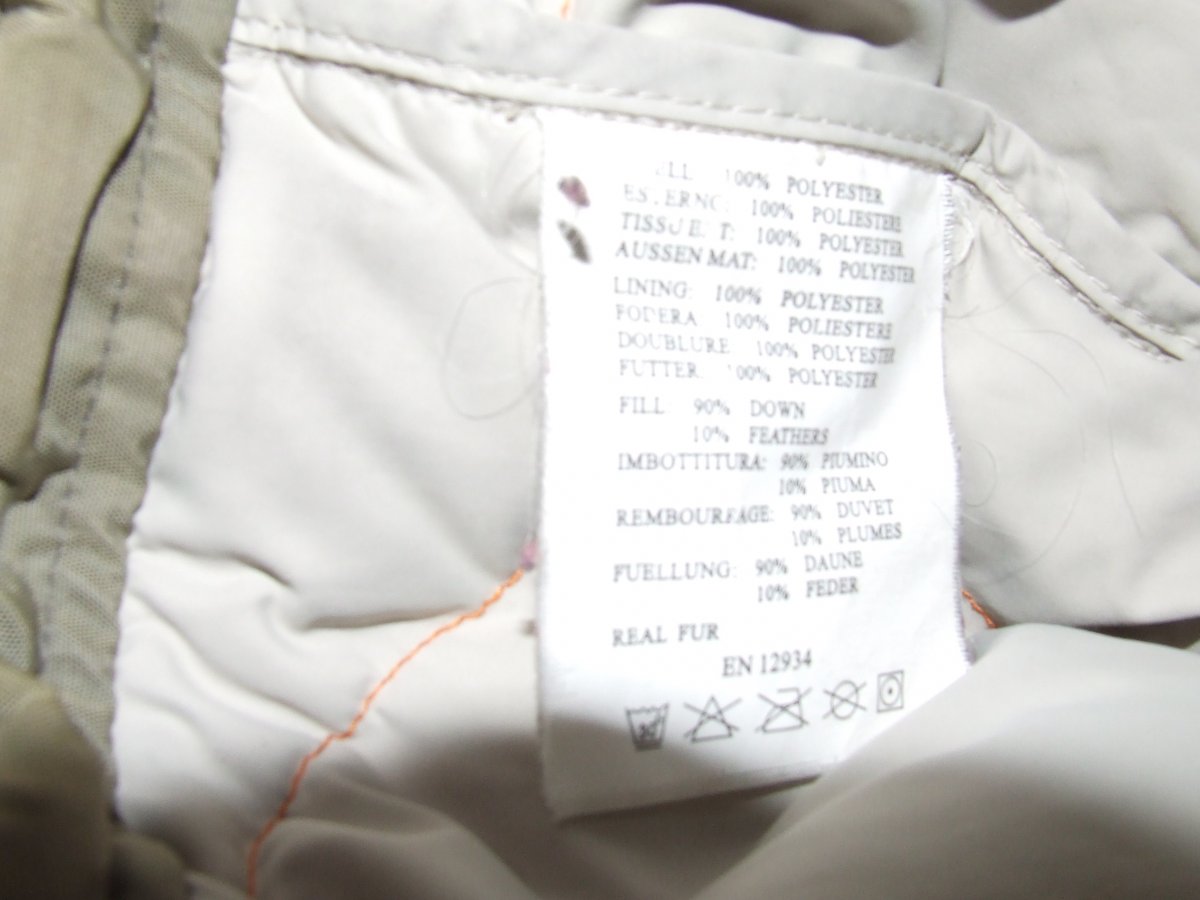 100% POLYESTER
100% POLIESTERE
100% POLYESTER
AUSSEN MAT: 100% POLYESTER
LINING: 100% POLYESTER
FODERA 100% POLIESTERE
DOUBLURE 100% POLYESTER
FUTTER 100% POLYESTER
FILL 90% DOWN
10% FEATHERS
IMBOTTITURA: 90% PIUMINO
10% PIUMA
REMBOURFAGE: 90% DUVET
10% PLUMES
FUELLUNG: 90% DAUNE
10% FEDER
REAL FUR
EN 12934